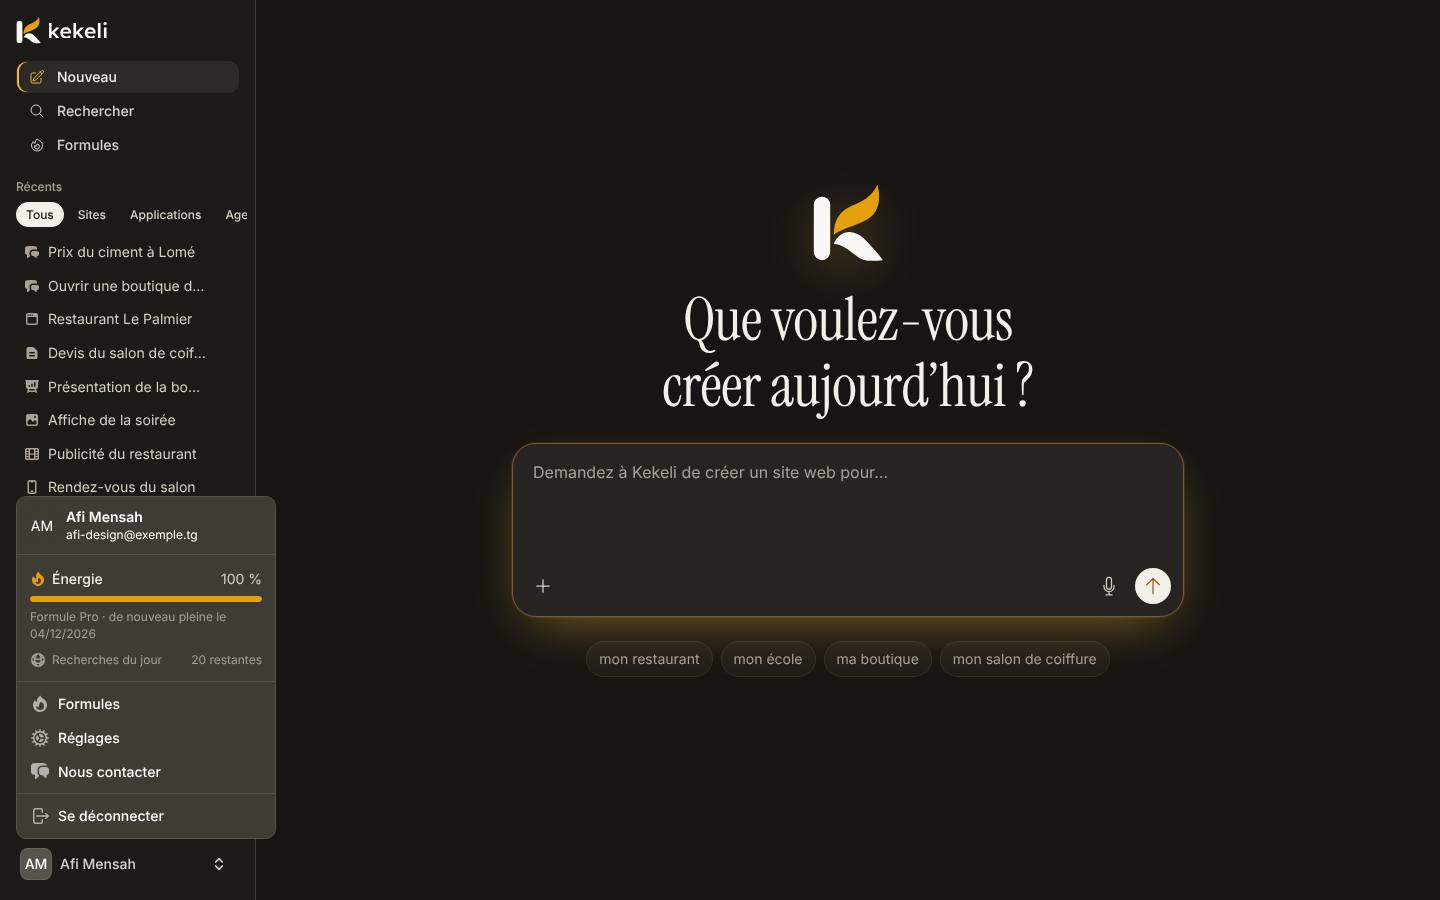 kekeli
Nouveau
Rechercher
Formules
Récents
Tous Sites Applications Age
Prix du ciment à Lomé
Ouvrir une boutique d...
Restaurant Le Palmier
Devis du salon de coif...
Présentation de la bo...
Affiche de la soirée
Publicité du restaurant
Rendez-vous du salon
AM
Afi Mensah
afi-design@exemple.tg
Énergie 100 %
Formule Pro · de nouveau pleine le
04/12/2026
Recherches du jour 20 restantes
Formules
Réglages
Nous contacter
Se déconnecter
AM Afi Mensah
Que voulez-vous
créer aujourd’hui ?
Demandez à Kekeli de créer un site web pour...
mon restaurant mon école ma boutique mon salon de coiffure